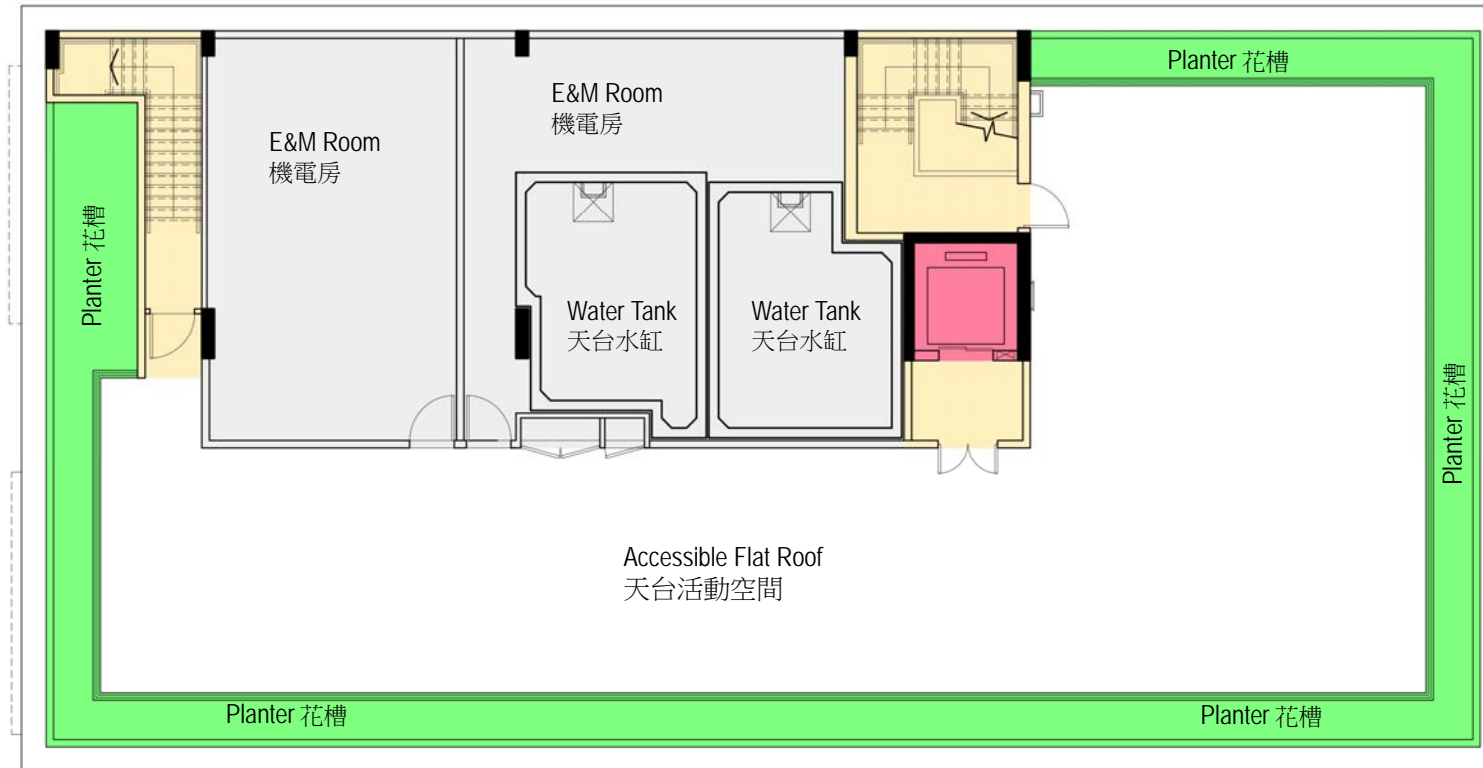 Planter 花槽
E&M Room
機電房
E&M Room
機電房
Planter 花槽
Water Tank
天台水缸
Water Tank
天台水缸
Planter 花槽
Accessible Flat Roof
天台活動空間
Planter 花槽
Planter 花槽